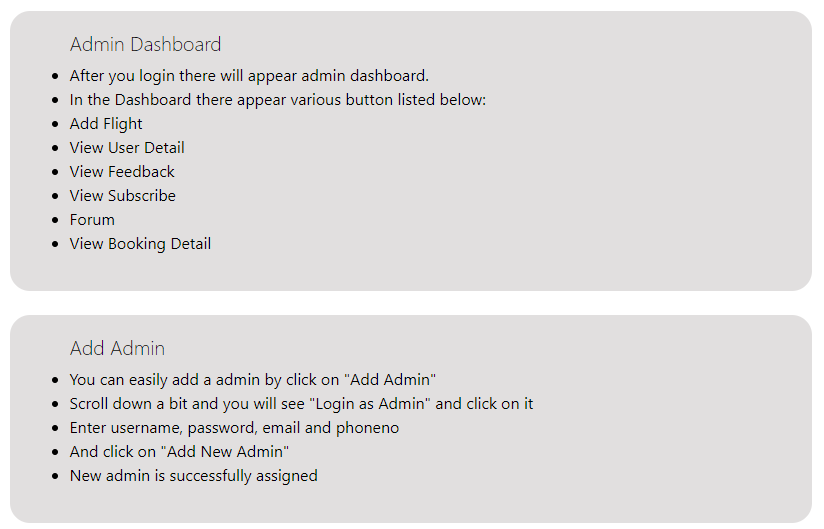 Admin Dashboard
After you login there will appear admin dashboard.
In the Dashboard there appear various button listed below:
Add Flight
View User Detail
View Feedback
View Subscribe
Forum
View Booking Detail
Add Admin
You can easily add a admin by click on "Add Admin"
Scroll down a bit and you will see "Login as Admin" and click on it
Enter username, password, email and phoneno
And click on "Add New Admin"
New admin is successfully assigned